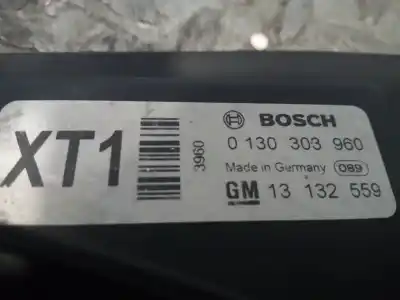 XT1
3960
BOSCH
0 130 303 960
Made in Germany 089
GM 13 132 559